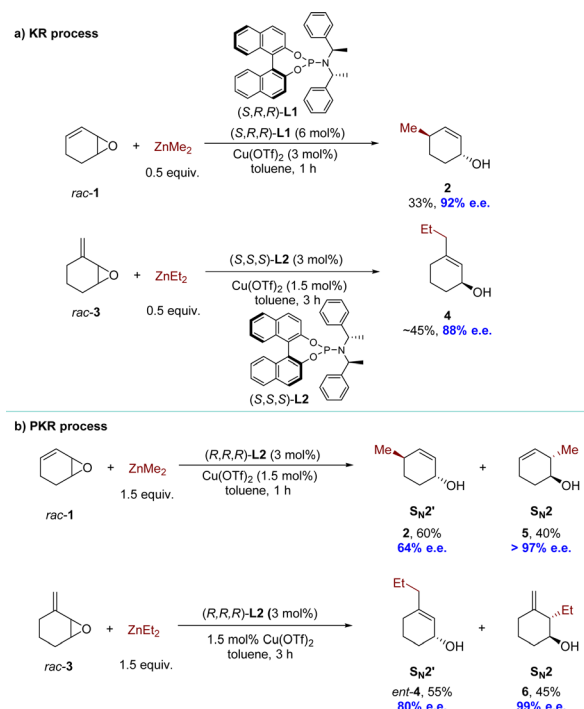 a) KR process
O
O
P
N
(S,R,R)-L1
(S,R,R)-L1 (6 mol%)
O
+
ZnMe2
Cu(OTf)2 (3 mol%)
toluene, 1 h
Me
OH
rac-1
0.5 equiv.
2
33%, 92% e.e.
Et
(S,S,S)-L2 (3 mol%)
O
+
ZnEt2
Cu(OTf)2 (1.5 mol%)
toluene, 3 h
OH
rac-3
0.5 equiv.
4
~45%, 88% e.e.
O
O
P
N
(S,S,S)-L2
b) PKR process
(R,R,R)-L2 (3 mol%)
O
+
ZnMe2
Cu(OTf)2 (1.5 mol%)
toluene, 1 h
Me
OH
+
Me
OH
rac-1
1.5 equiv.
SN2'
SN2
2, 60%
5, 40%
64% e.e.
> 97% e.e.
Et
(R,R,R)-L2 (3 mol%)
O
+
ZnEt2
1.5 mol% Cu(OTf)2
toluene, 3 h
OH
+
Et
OH
rac-3
1.5 equiv.
SN2'
SN2
ent-4, 55%
6, 45%
80% e.e.
99% e.e.